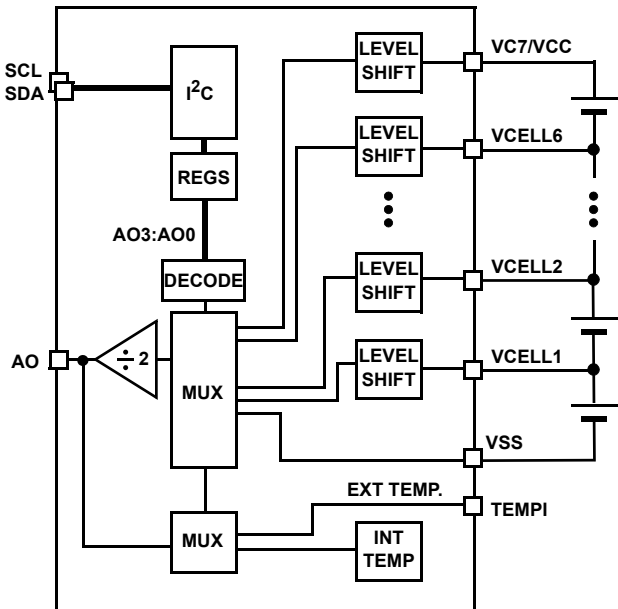 SCL
SDA
I²C
REGS
AO3:AO0
DECODE
AO
÷ 2
MUX
MUX
LEVEL
SHIFT
VC7/VCC
LEVEL
SHIFT
VCELL6
LEVEL
SHIFT
VCELL2
LEVEL
SHIFT
VCELL1
VSS
EXT TEMP.
TEMPI
INT
TEMP